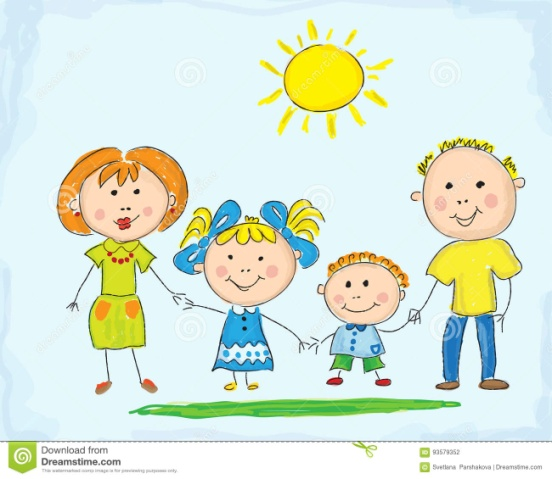 Download from
Dreamstime.com
This watermarked comp image is for previewing purposes only.
93579352
Svetlana Parshakova | Dreamstime.com